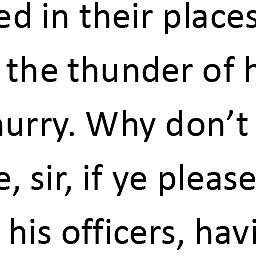 ed in their places
the thunder of h
hurry. Why don’t
e, sir, if ye please
his officers, havi